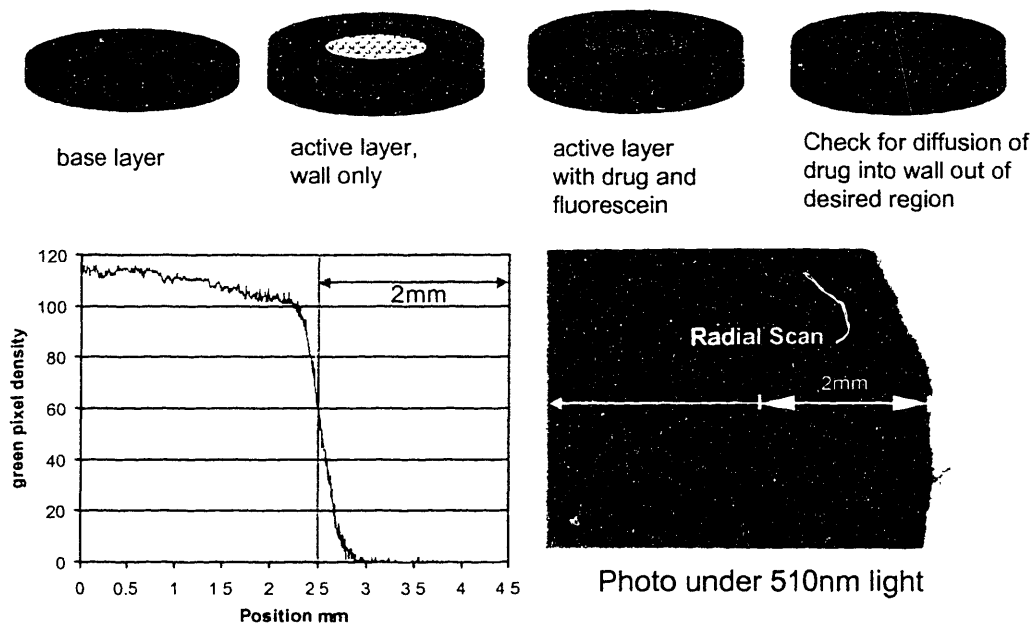 base layer
active layer,
wall only
active layer
with drug and
fluorescein
Check for diffusion of
drug into wall out of
desired region
120
100
80
60
40
20
0
green pixel density
2mm
0 0.5 1 1 5 2 2 5 3 3 5 4 4 5
Position mm
Radial Scan
2mm
Photo under 510nm light